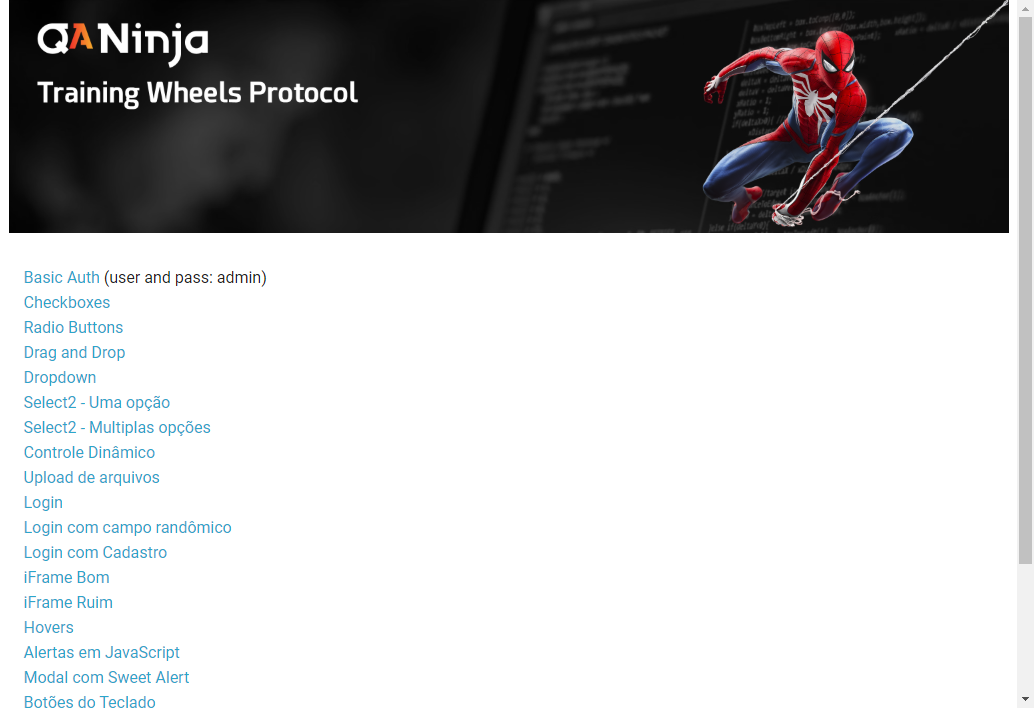 QANinja
Training Wheels Protocol
Basic Auth (user and pass: admin)
Checkboxes
Radio Buttons
Drag and Drop
Dropdown
Select2 - Uma opção
Select2 - Multiplas opções
Controle Dinâmico
Upload de arquivos
Login
Login com campo randômico
Login com Cadastro
iFrame Bom
iFrame Ruim
Hovers
Alertas em JavaScript
Modal com Sweet Alert
Botões do Teclado